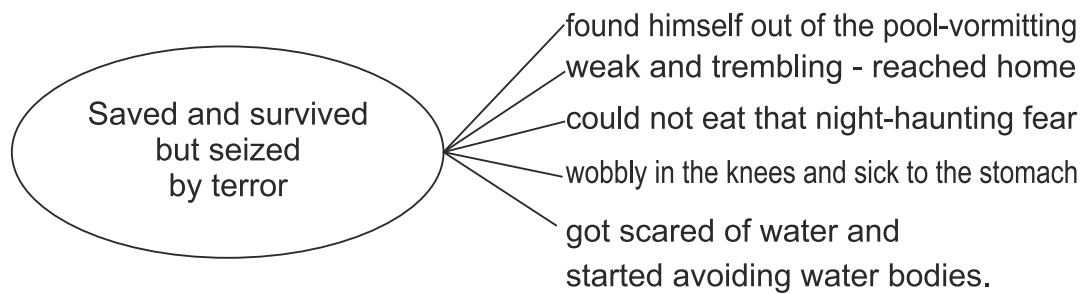 Saved and survived
but seized
by terror
found himself out of the pool-vormitting
weak and trembling - reached home
could not eat that night-haunting fear
wobbly in the knees and sick to the stomach
got scared of water and
started avoiding water bodies.